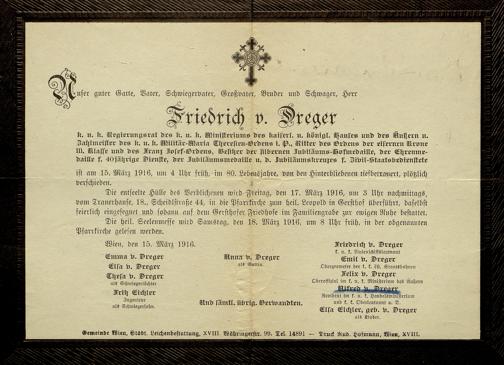 Unser guter Gatte, Vater, Schwiegervater, Großvater, Bruder und Schwager, Herr
Friedrich v. Dreger
k. u. k. Regierungsrat des k. u. k. Ministeriums des kaiserl. u. königl. Hauses und des Äußern u.
Zahlmeister des k. u. k. Militär-Maria Theresien-Ordens i. P., Ritter des Ordens der eisernen Krone
III. Klasse und des Franz Josef-Ordens, Besitzer der silbernen Jubiläums-Hofmedaille, der Ehrenme-
daille f. 40jährige Dienste, der Jubiläumsmedaille u. d. Jubiläumskreuzes f. Zivil-Staatsbedienstete
ist am 15. März 1916, um 4 Uhr früh, im 80. Lebensjahre, von den Hinterbliebenen tiefbetrauert, plötzlich
verschieden.
Die entseelte Hülle des Verblichenen wird Freitag, den 17. März 1916, um 3 Uhr nachmittags,
vom Trauerhause, 18., Scheidlstraße 44, in die Pfarrkirche zum heil. Leopold in Gersthof überführt, daselbst
feierlich eingesegnet und sodann auf dem Gersthofer Friedhofe im Familiengrabe zur ewigen Ruhe bestattet.
Die heil. Seelenmesse wird Samstag, den 18. März 1916, um 8 Uhr früh, in der obgenannten
Pfarrkirche gelesen werden.
Wien, den 15. März 1916.
Emma v. Dreger
Elsa v. Dreger
v. Dreger
als Schwiegertöchter
Fritz Eichler
Ingenieur
als Schwiegersohn.
Anna v. Dreger
als Gattin.
Und sämtl. übrig. Verwandten.
Friedrich v. Dreger
Emil v. Dreger
Felix v. Dreger
k. u. k. Ministerium des Äußern
Alfred v. Dreger
Elsa Eichler, geb. v. Dreger
als Kinder.
Gemeinde Wien, Städt. Leichenbestattung, XVIII. Währingerstr. 99. Tel. 14891 — Druck Rud. Hofmann, Wien, XVIII.